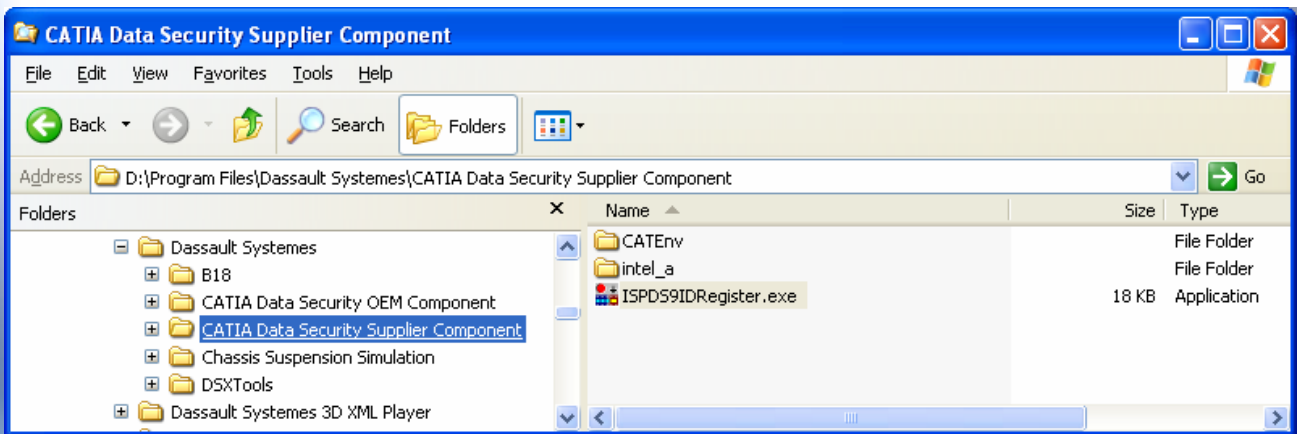 CATIA Data Security Supplier Component
File Edit View Favorites Tools Help
Back Search Folders
Address D:\Program Files\Dassault Systemes\CATIA Data Security Supplier Component Go
Folders x Name Size Type
Dassault Systemes
B18
CATIA Data Security OEM Component
CATIA Data Security Supplier Component
Chassis Suspension Simulation
DSXTools
Dassault Systemes 3D XML Player
CATEnv File Folder
intel_a File Folder
ISPDS9IDRegister.exe 18 KB Application